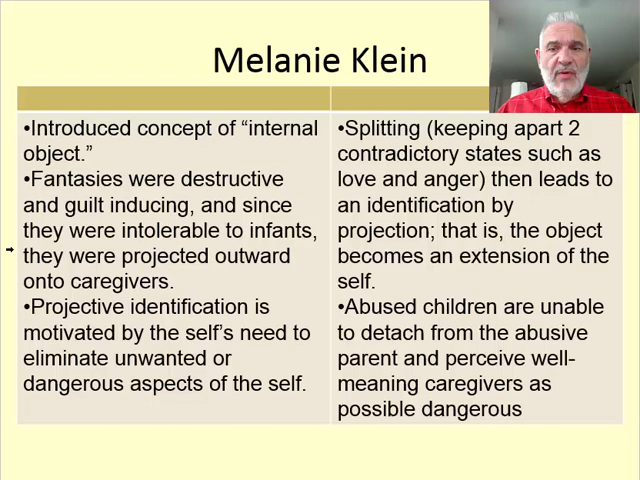 Melanie Klein
•Introduced concept of “internal
object.”
•Fantasies were destructive
and guilt inducing, and since
they were intolerable to infants,
they were projected outward
onto caregivers.
•Projective identification is
motivated by the self’s need to
eliminate unwanted or
dangerous aspects of the self.
•Splitting (keeping apart 2
contradictory states such as
love and anger) then leads to
an identification by
projection; that is, the object
becomes an extension of the
self.
•Abused children are unable
to detach from the abusive
parent and perceive well-
meaning caregivers as
possible dangerous